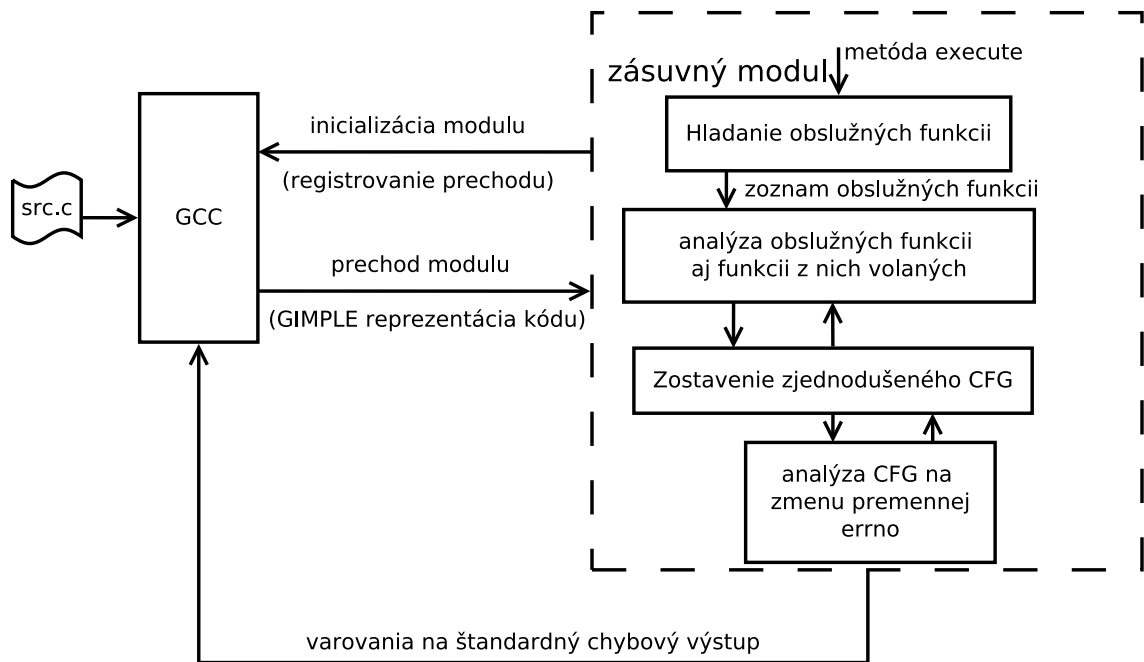 metóda execute
zásuvný modul
Hladanie obslužných funkcii
inicializácia modulu
(registrovanie prechodu)
zoznam obslužných funkcii
src.c
GCC
analýza obslužných funkcii
aj funkcii z nich volaných
prechod modulu
(GIMPLE reprezentácia kódu)
Zostavenie zjednodušeného CFG
analýza CFG na
zmenu premennej
errno
varovania na štandardný chybový výstup